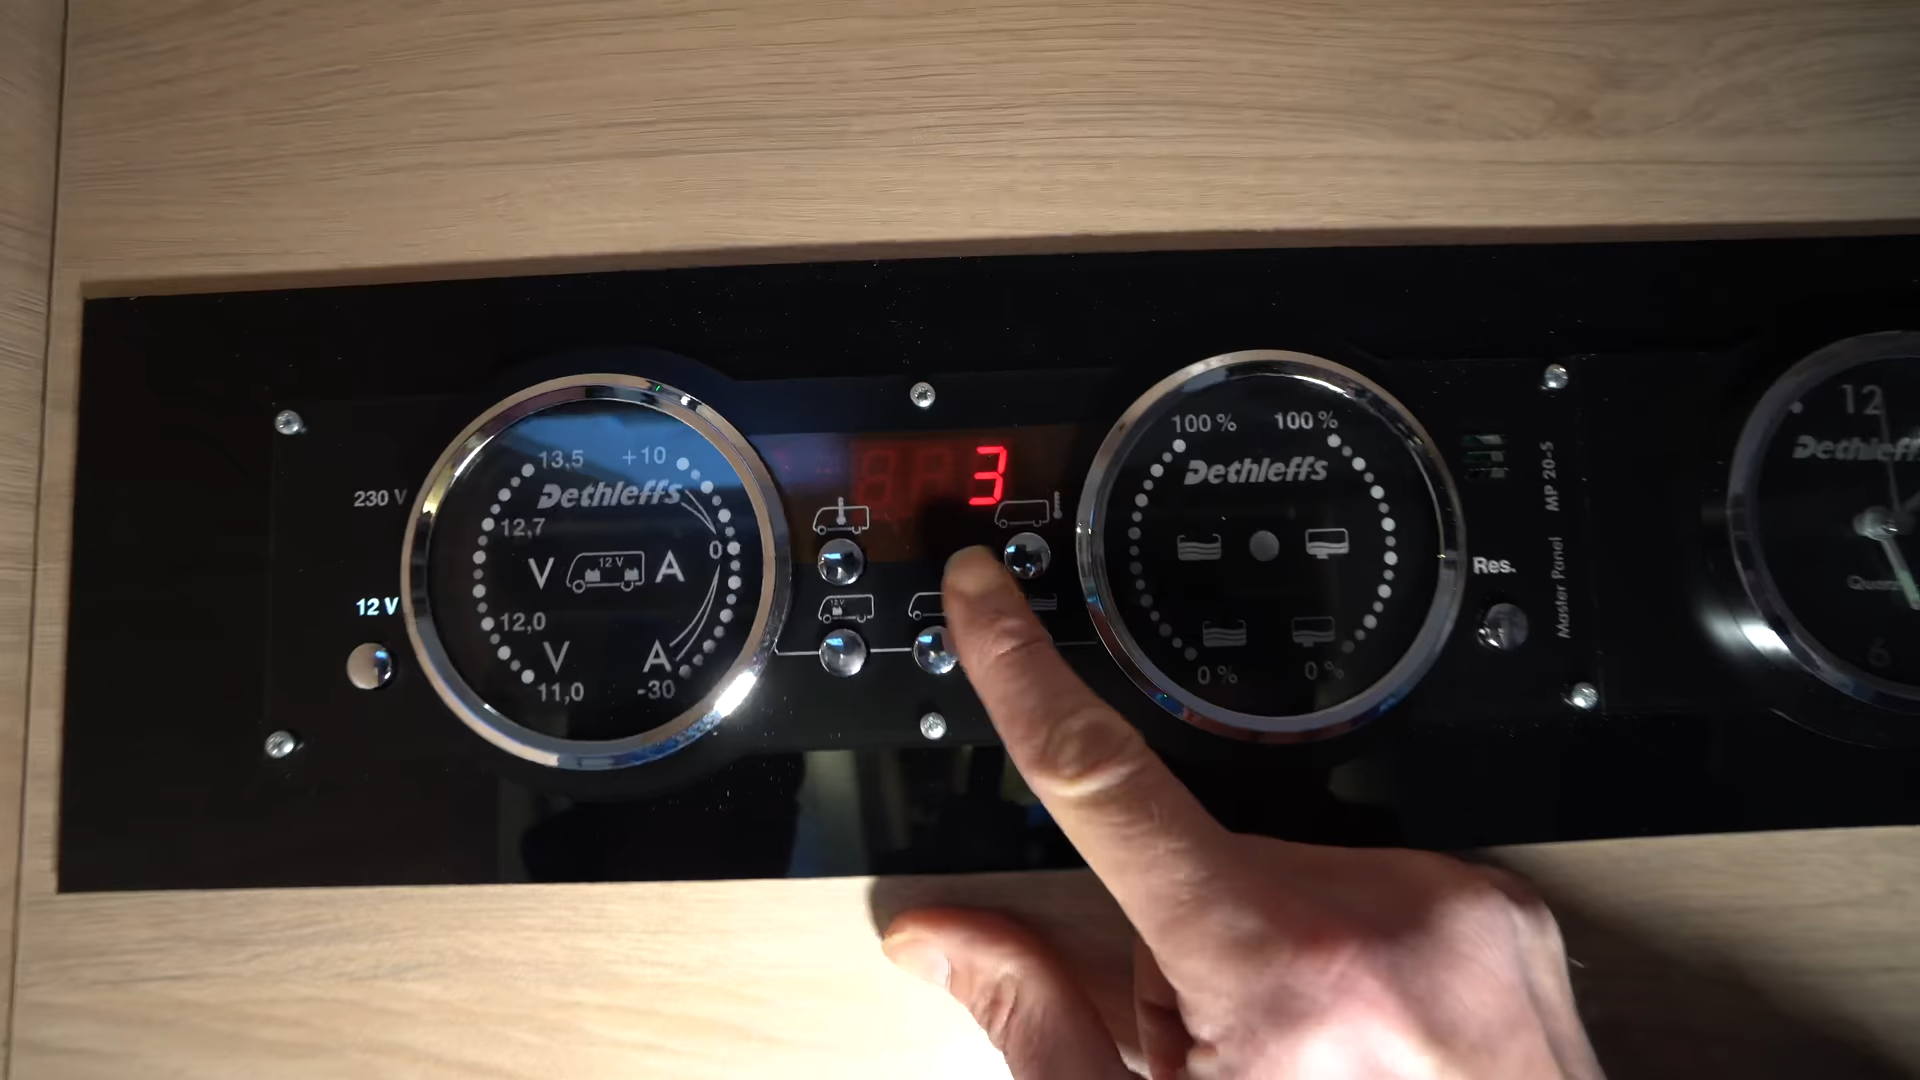 230 V
12 V
13,5
+10
Dethleffs
12,7
0
V
12 V
A
12,0
V
A
11,0
-30
3
12 V
100 %
100 %
Dethleffs
0 %
0 %
Res.
Master Panel MP 20-S
12
Dethleffs
6